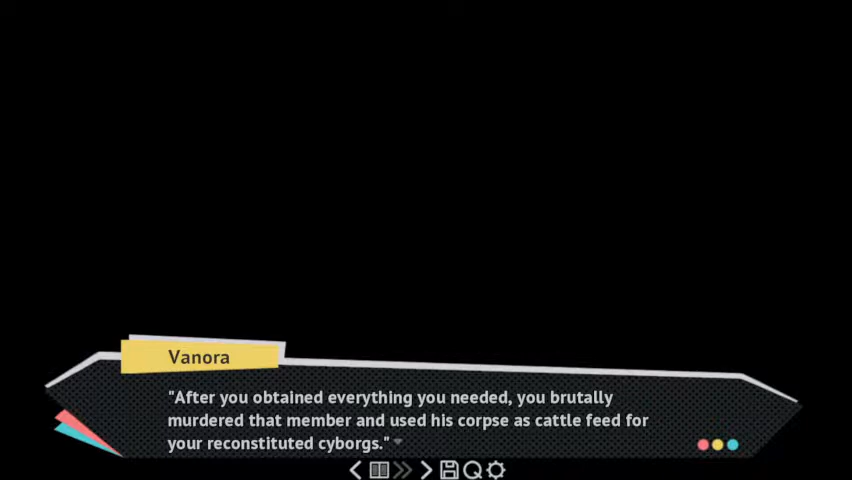 Vanora
"After you obtained everything you needed, you brutally
murdered that member and used his corpse as cattle feed for
your reconstituted cyborgs."